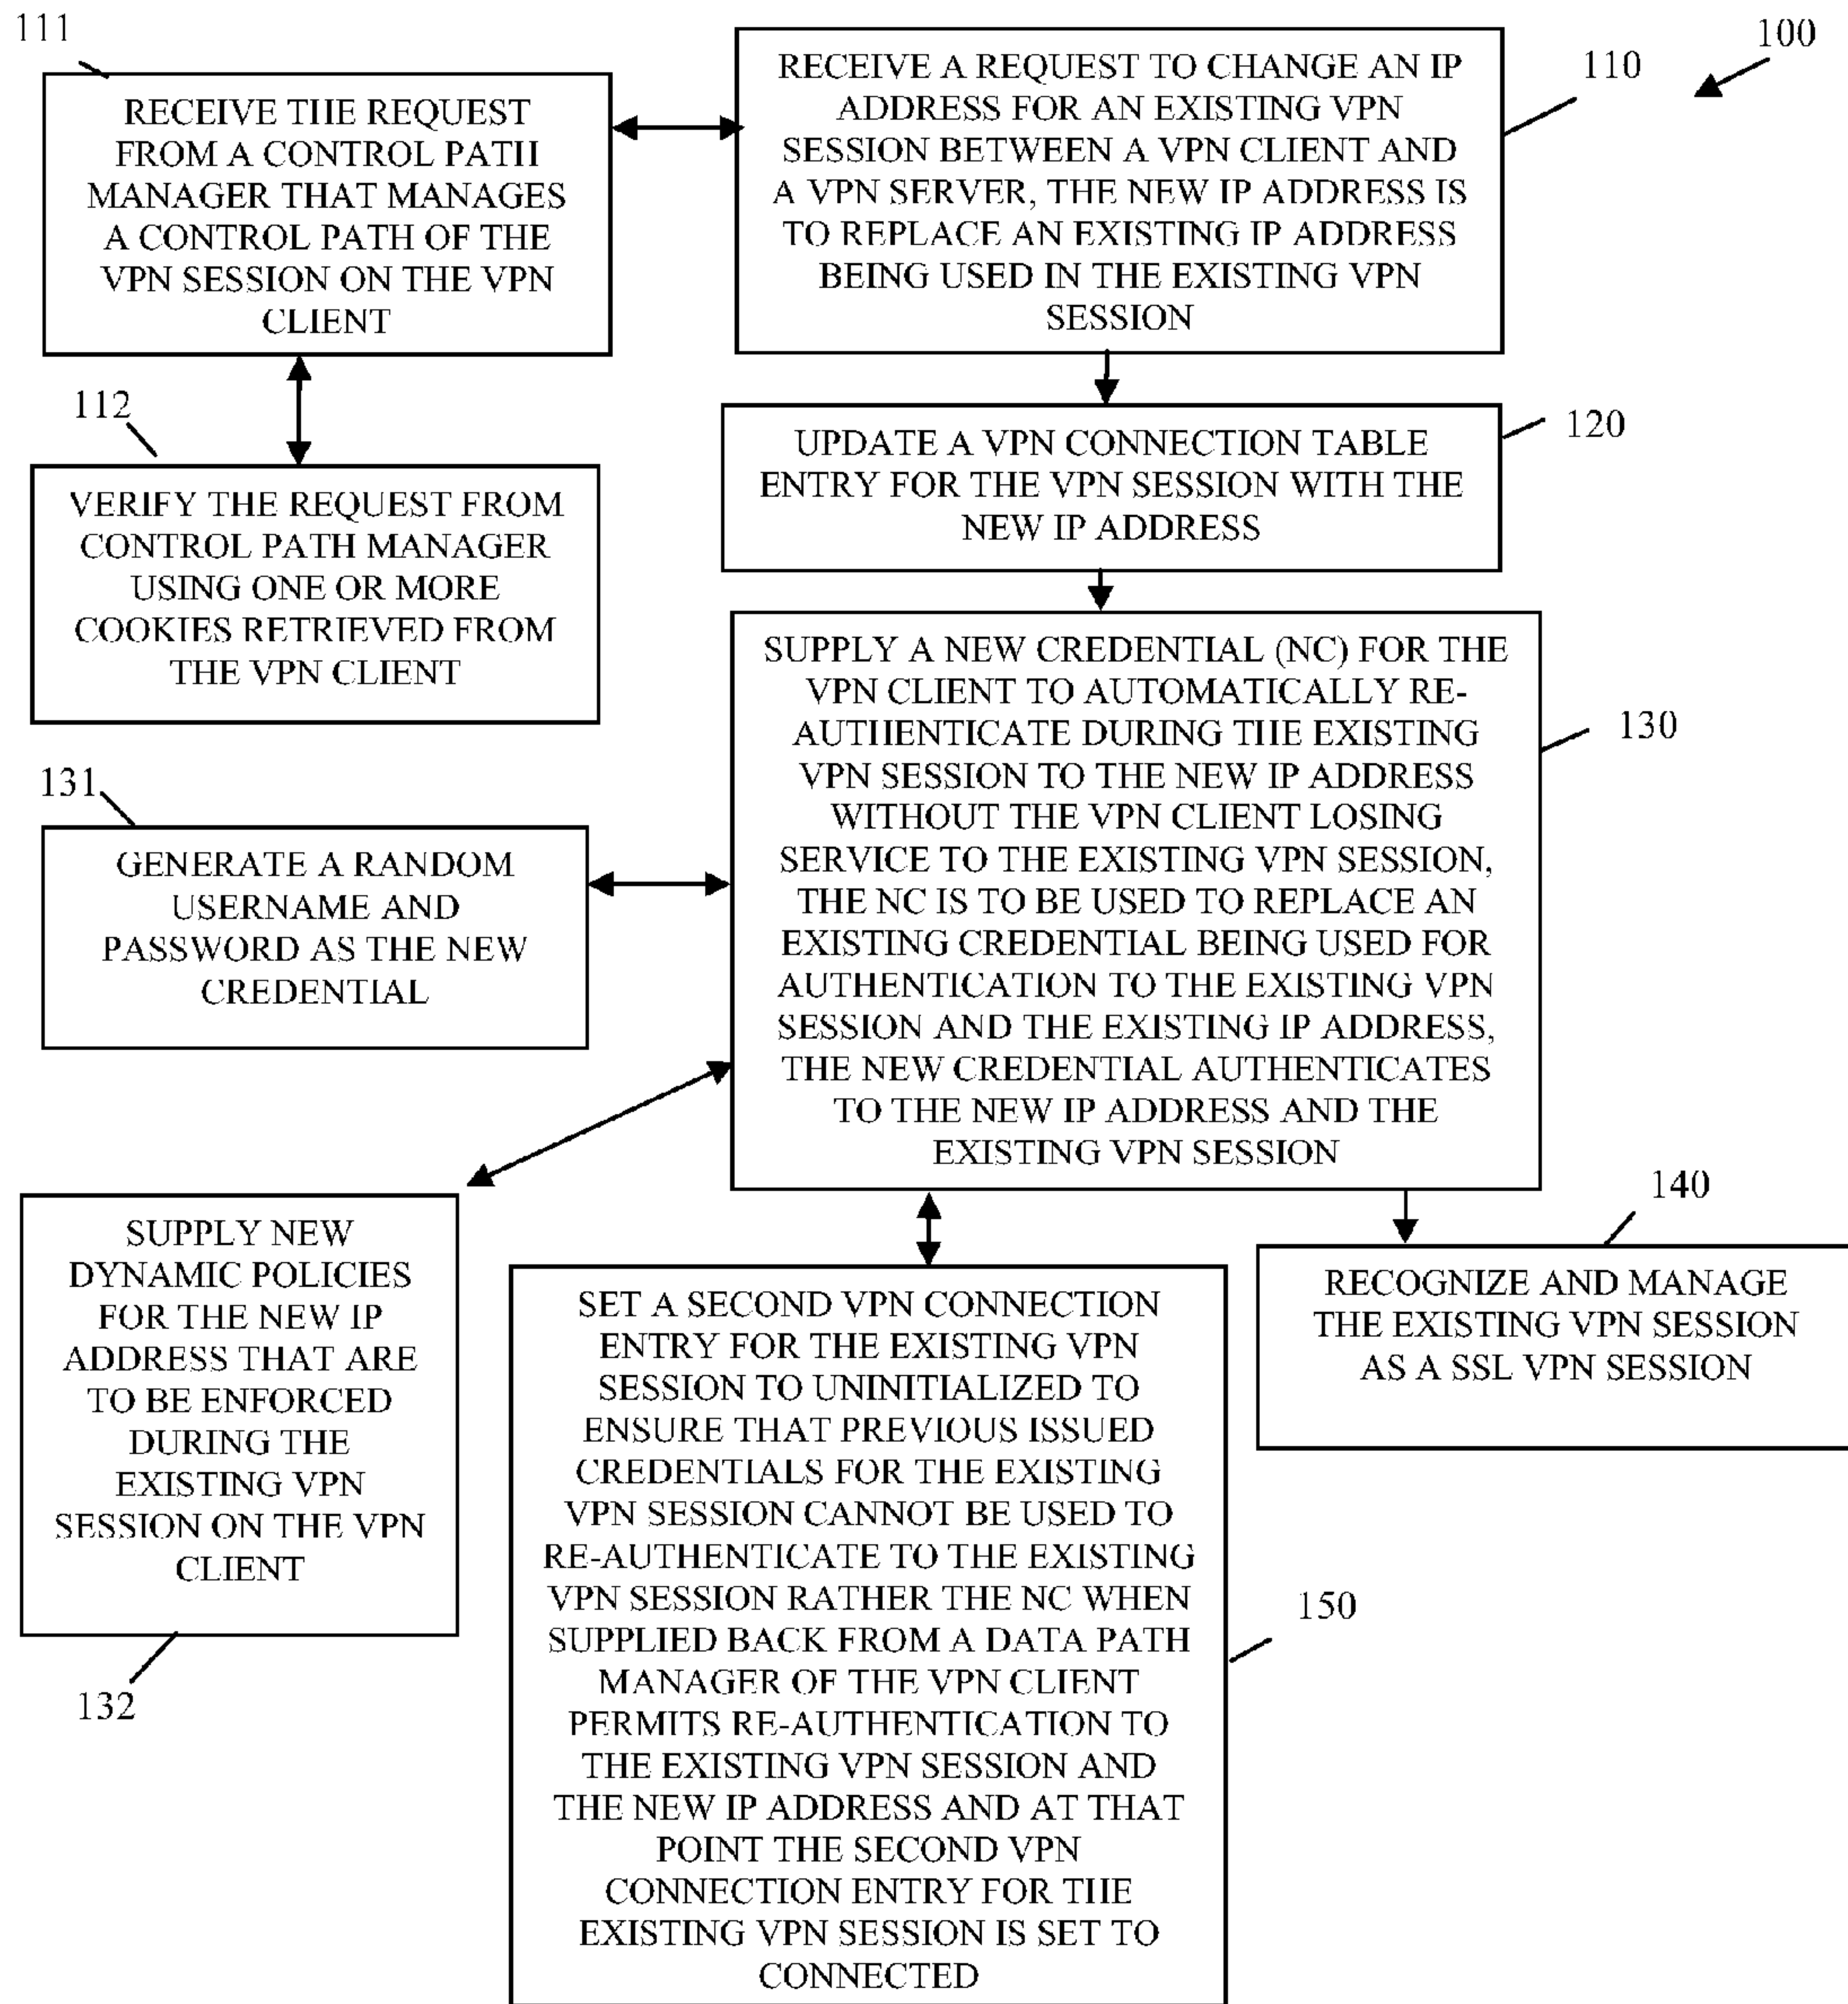 111
RECEIVE THE REQUEST
FROM A CONTROL PATH
MANAGER THAT MANAGES
A CONTROL PATH OF THE
VPN SESSION ON THE VPN
CLIENT
RECEIVE A REQUEST TO CHANGE AN IP
ADDRESS FOR AN EXISTING VPN
SESSION BETWEEN A VPN CLIENT AND
A VPN SERVER, THE NEW IP ADDRESS IS
TO REPLACE AN EXISTING IP ADDRESS
BEING USED IN THE EXISTING VPN
SESSION
110
100
112
VERIFY THE REQUEST FROM
CONTROL PATH MANAGER
USING ONE OR MORE
COOKIES RETRIEVED FROM
THE VPN CLIENT
UPDATE A VPN CONNECTION TABLE
ENTRY FOR THE VPN SESSION WITH THE
NEW IP ADDRESS
120
131
GENERATE A RANDOM
USERNAME AND
PASSWORD AS THE NEW
CREDENTIAL
SUPPLY A NEW CREDENTIAL (NC) FOR THE
VPN CLIENT TO AUTOMATICALLY RE-
AUTHENTICATE DURING THE EXISTING
VPN SESSION TO THE NEW IP ADDRESS
WITHOUT THE VPN CLIENT LOSING
SERVICE TO THE EXISTING VPN SESSION,
THE NC IS TO BE USED TO REPLACE AN
EXISTING CREDENTIAL BEING USED FOR
AUTHENTICATION TO THE EXISTING VPN
SESSION AND THE EXISTING IP ADDRESS,
THE NEW CREDENTIAL AUTHENTICATES
TO THE NEW IP ADDRESS AND THE
EXISTING VPN SESSION
130
SUPPLY NEW
DYNAMIC POLICIES
FOR THE NEW IP
ADDRESS THAT ARE
TO BE ENFORCED
DURING THE
EXISTING VPN
SESSION ON THE VPN
CLIENT
132
SET A SECOND VPN CONNECTION
ENTRY FOR THE EXISTING VPN
SESSION TO UNINITIALIZED TO
ENSURE THAT PREVIOUS ISSUED
CREDENTIALS FOR THE EXISTING
VPN SESSION CANNOT BE USED TO
RE-AUTHENTICATE TO THE EXISTING
VPN SESSION RATHER THE NC WHEN
SUPPLIED BACK FROM A DATA PATH
MANAGER OF THE VPN CLIENT
PERMITS RE-AUTHENTICATION TO
THE EXISTING VPN SESSION AND
THE NEW IP ADDRESS AND AT THAT
POINT THE SECOND VPN
CONNECTION ENTRY FOR THE
EXISTING VPN SESSION IS SET TO
CONNECTED
150
140
RECOGNIZE AND MANAGE
THE EXISTING VPN SESSION
AS A SSL VPN SESSION